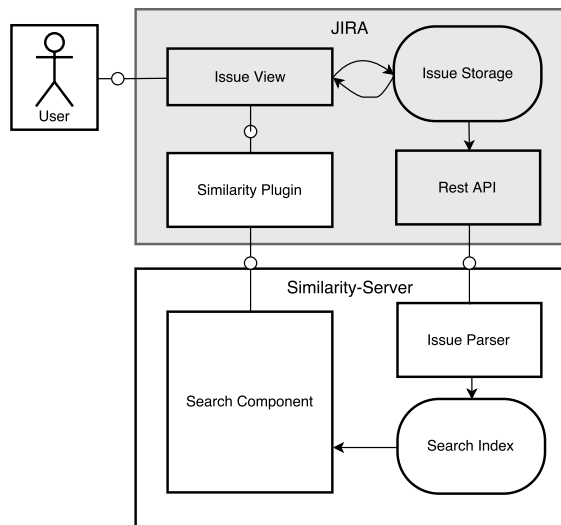 JIRA
User
Issue View
Issue Storage
Similarity Plugin
Rest API
Similarity-Server
Search Component
Issue Parser
Search Index